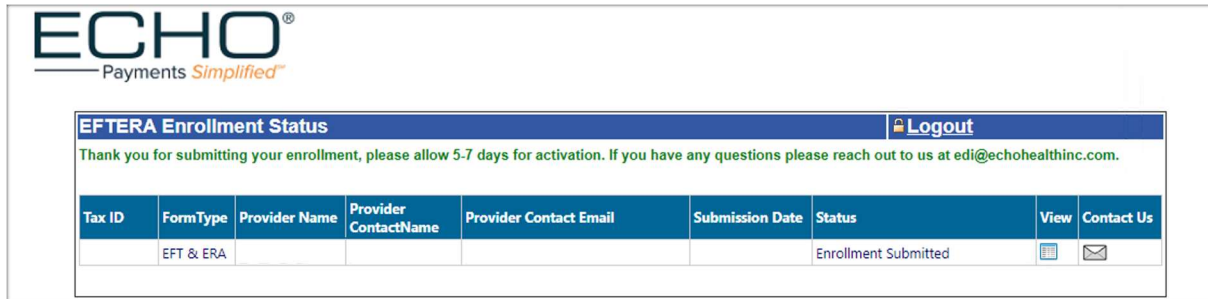 ECHO®
Payments Simplified℠
EFTERA Enrollment Status Logout
Thank you for submitting your enrollment, please allow 5-7 days for activation. If you have any questions please reach out to us at edi@echohealthinc.com.
Tax ID FormType Provider Name Provider ContactName Provider Contact Email Submission Date Status View Contact Us
EFT & ERA Enrollment Submitted